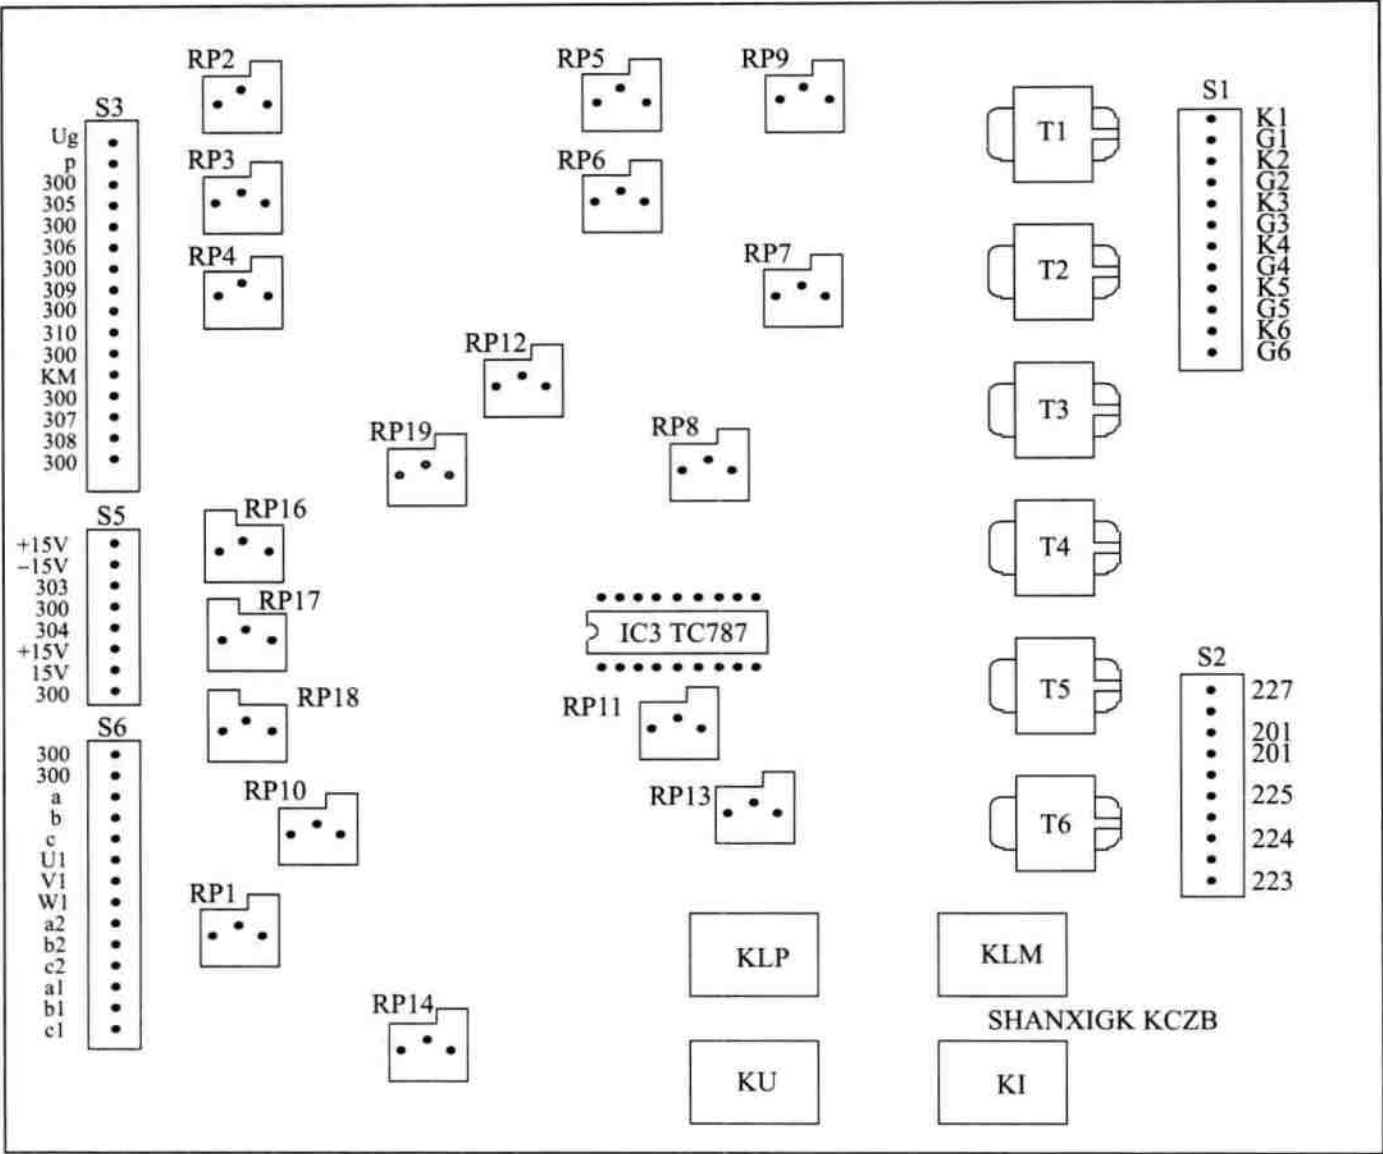 RP2
RP5
RP9
S3
S1
Ug
p
300
305
300
306
300
309
300
310
300
KM
300
307
308
300
RP3
RP6
RP4
RP7
RP12
RP19
RP8
T1
T2
T3
T4
T5
T6
K1
G1
K2
G2
K3
G3
K4
G4
K5
G5
K6
G6
S5
+15V
−15V
303
300
304
+15V
15V
300
RP16
RP17
RP18
IC3 TC787
RP11
RP13
S2
227
201
201
225
224
223
S6
300
300
a
b
c
U1
V1
W1
a2
b2
c2
a1
b1
c1
RP10
RP1
RP14
KLP
KLM
SHANXIGK KCZB
KU
KI